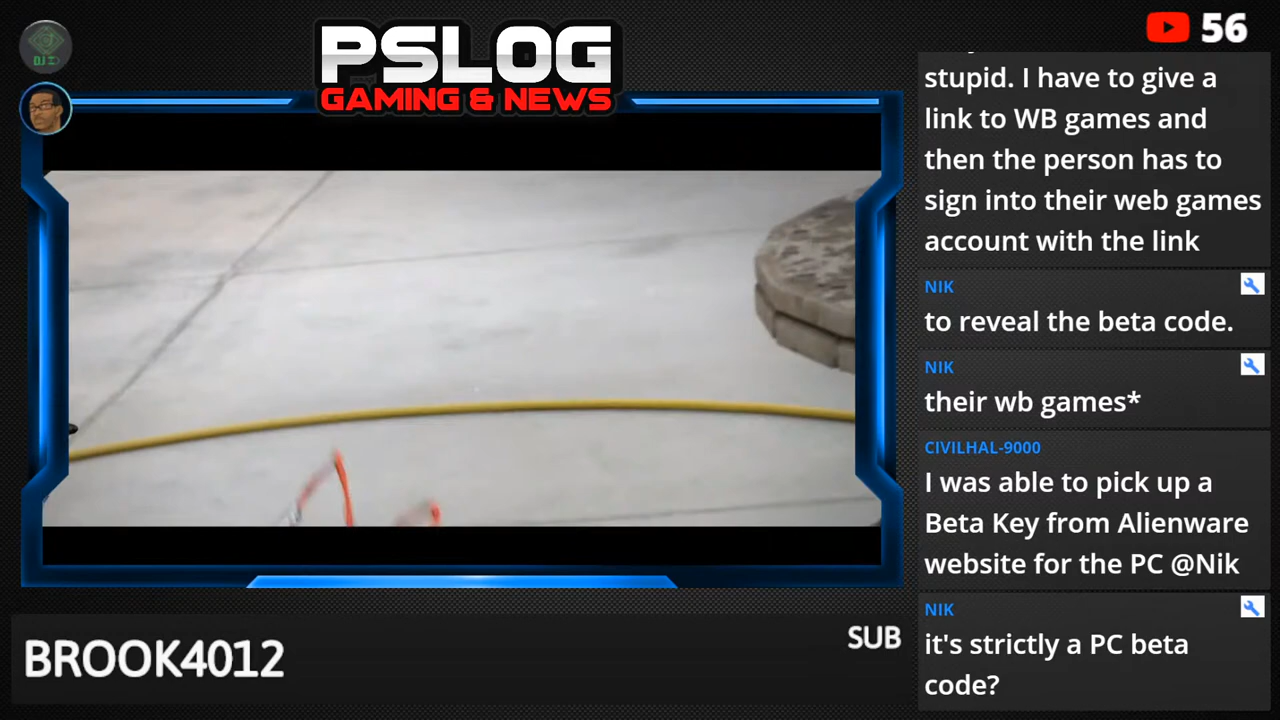 DJ
PSLOG
GAMING & NEWS
56
stupid. I have to give a
link to WB games and
then the person has to
sign into their web games
account with the link
NIK
to reveal the beta code.
NIK
their wb games*
CIVILHAL-9000
I was able to pick up a
Beta Key from Alienware
website for the PC @Nik
NIK
it's strictly a PC beta
code?
BROOK4012
SUB